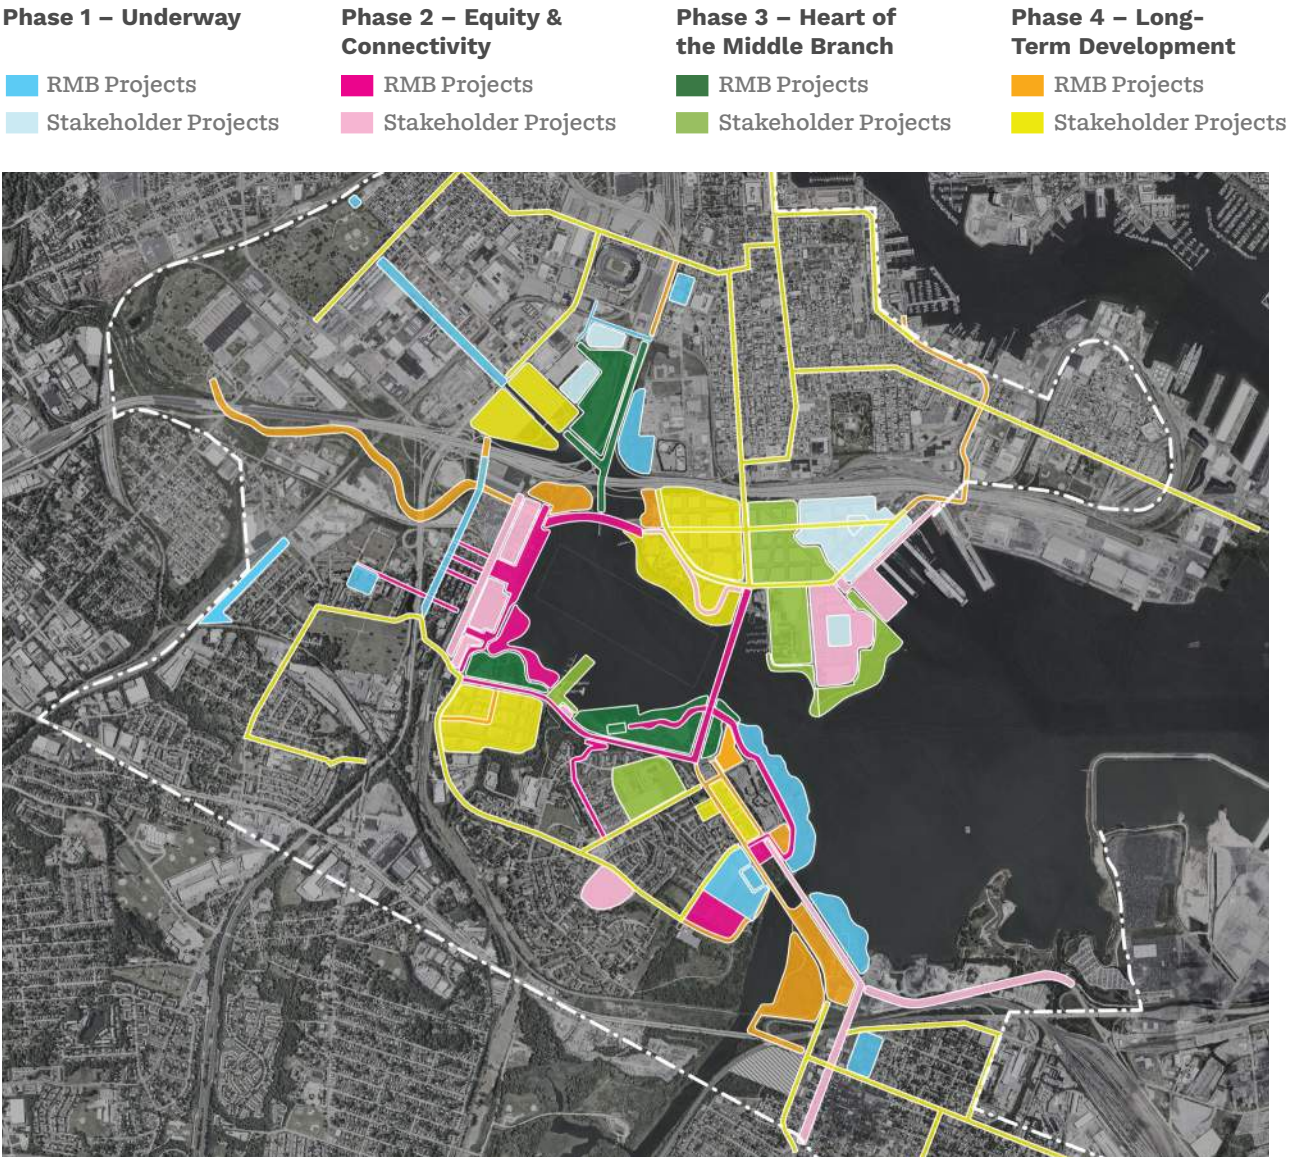 Phase 1 – Underway
RMB Projects
Stakeholder Projects
Phase 2 – Equity &
Connectivity
RMB Projects
Stakeholder Projects
Phase 3 – Heart of
the Middle Branch
RMB Projects
Stakeholder Projects
Phase 4 – Long-
Term Development
RMB Projects
Stakeholder Projects